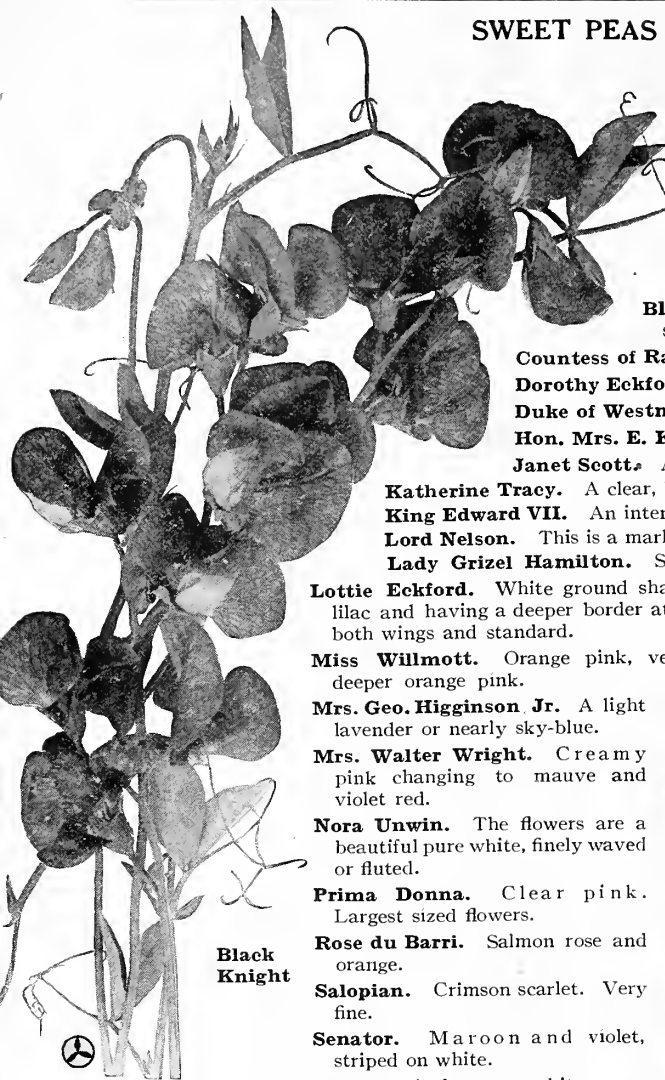 SWEET PEAS
Bl
Countess of Ra
Dorothy Eckfo
Duke of Westm
Hon. Mrs. E. K
Janet Scott.
Katherine Tracy. A clear,
King Edward VII. An inter
Lord Nelson. This is a mark
Lady Grizel Hamilton. S
Lottie Eckford. White ground sha
lilac and having a deeper border at
both wings and standard.
Miss Willmott. Orange pink, ve
deeper orange pink.
Mrs. Geo. Higginson Jr. A light
lavender or nearly sky-blue.
Mrs. Walter Wright. Creamy
pink changing to mauve and
violet red.
Nora Unwin. The flowers are a
beautiful pure white, finely waved
or fluted.
Prima Donna. Clear pink.
Largest sized flowers.
Rose du Barri. Salmon rose and
orange.
Salopian. Crimson scarlet. Very
fine.
Senator. Maroon and violet,
striped on white.
Black
Knight